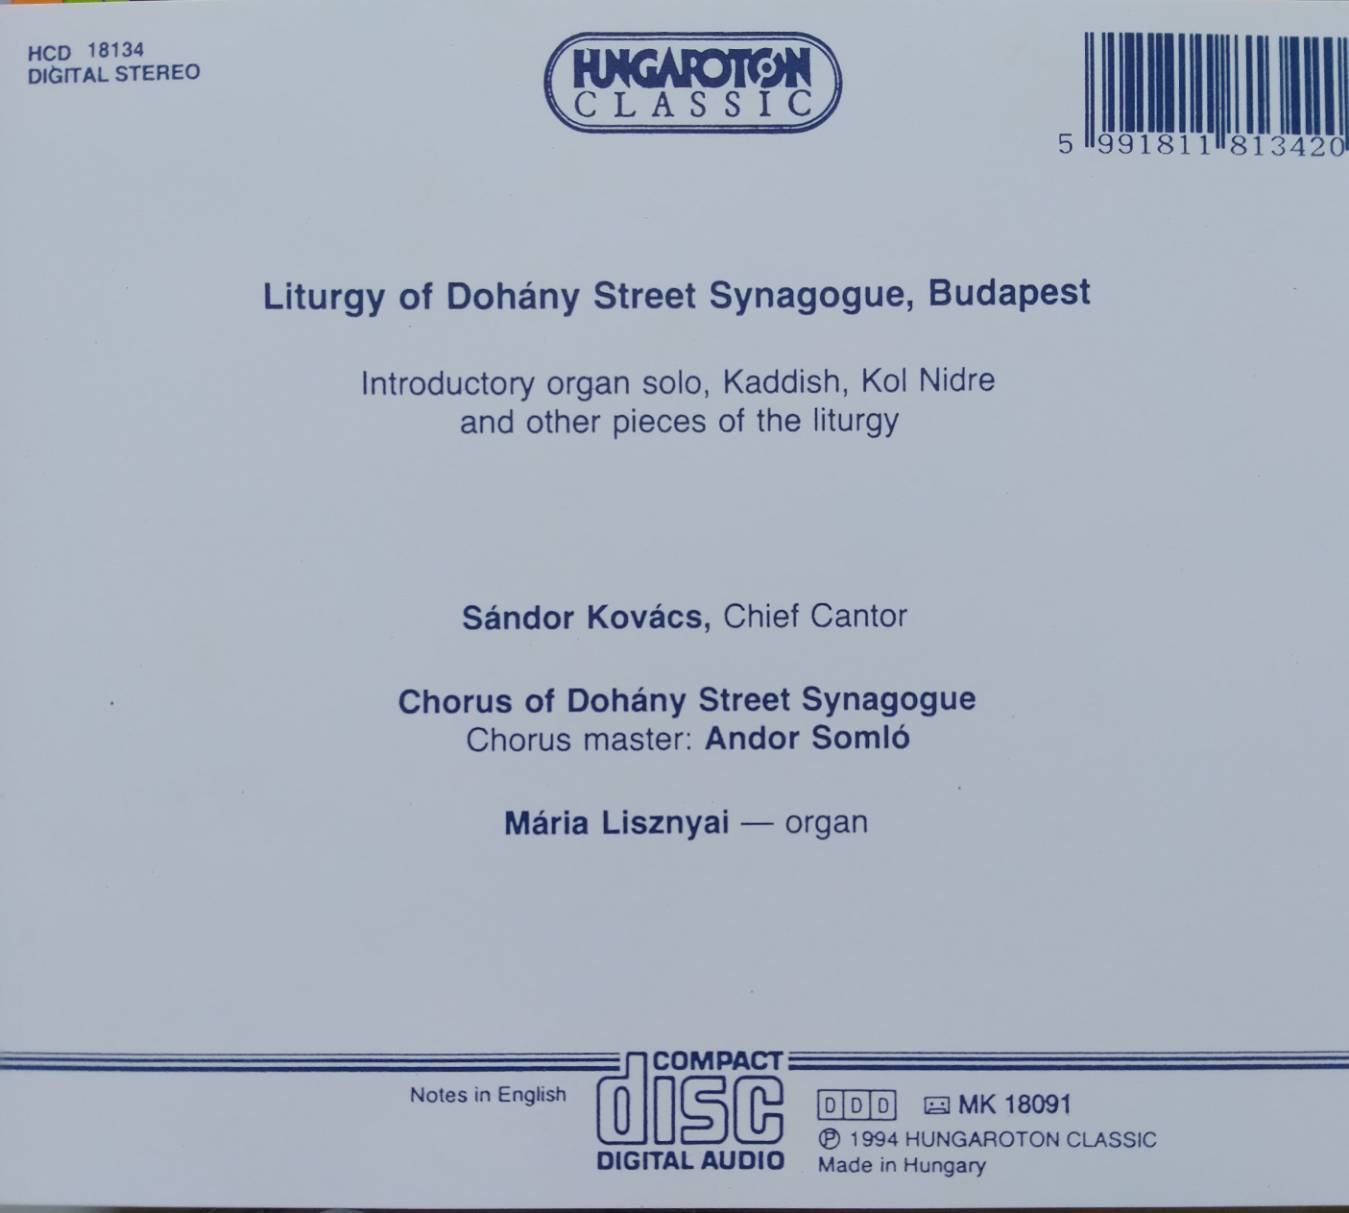 HCD 18134
DIGITAL STEREO
HUNGAROTON
CLASSIC
5 991811 813420
Liturgy of Dohány Street Synagogue, Budapest
Introductory organ solo, Kaddish, Kol Nidre
and other pieces of the liturgy
Sándor Kovács, Chief Cantor
Chorus of Dohány Street Synagogue
Chorus master: Andor Somló
Mária Lisznyai — organ
Notes in English
COMPACT
disc
DIGITAL AUDIO
DDD MK 18091
℗ 1994 HUNGAROTON CLASSIC
Made in Hungary